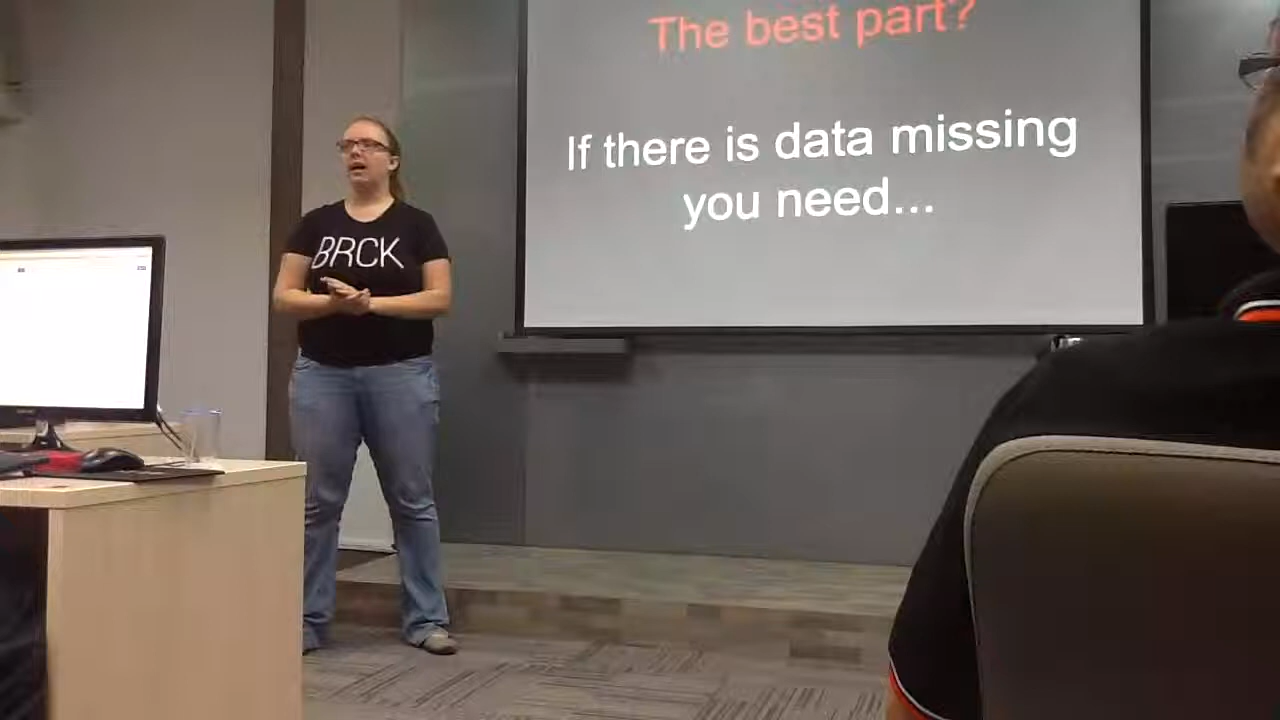 The best part?
If there is data missing
you need...
BRCK